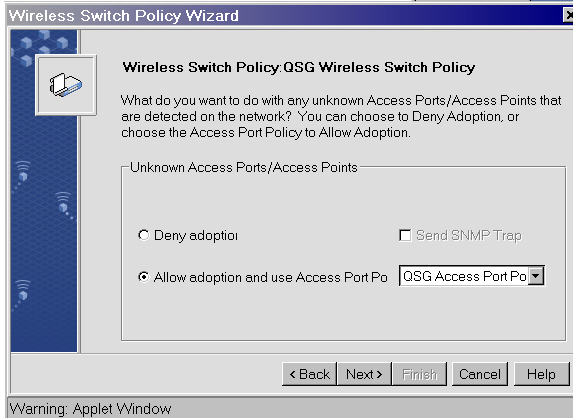 Wireless Switch Policy Wizard
Wireless Switch Policy:QSG Wireless Switch Policy
What do you want to do with any unknown Access Ports/Access Points that
are detected on the network? You can choose to Deny Adoption, or
choose the Access Port Policy to Allow Adoption.
Unknown Access Ports/Access Points
Deny adoption
Send SNMP Trap
Allow adoption and use Access Port Po
QSG Access Port Po
< Back
Next >
Finish
Cancel
Help
Warning: Applet Window